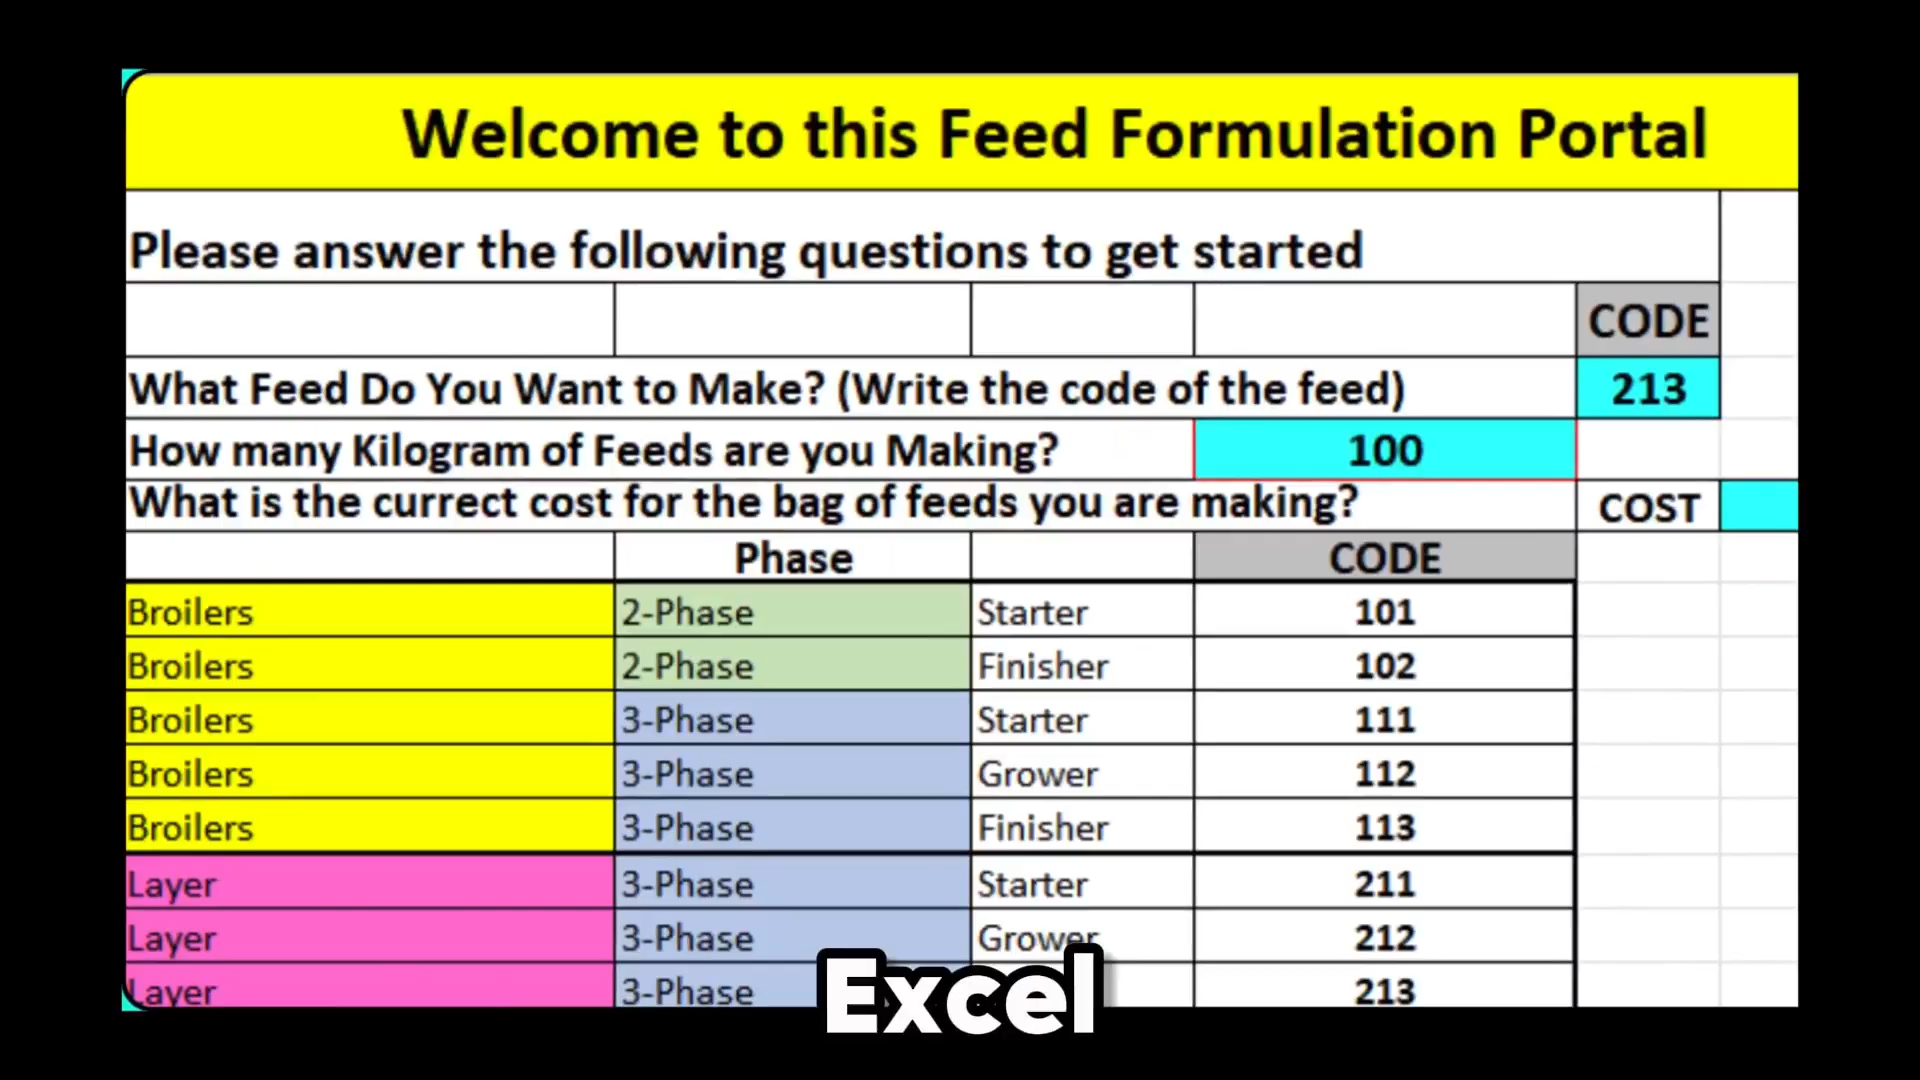 Welcome to this Feed Formulation Portal
Please answer the following questions to get started
CODE
What Feed Do You Want to Make? (Write the code of the feed) 213
How many Kilogram of Feeds are you Making? 100
What is the currect cost for the bag of feeds you are making? COST
Phase CODE
Broilers 2-Phase Starter 101
Broilers 2-Phase Finisher 102
Broilers 3-Phase Starter 111
Broilers 3-Phase Grower 112
Broilers 3-Phase Finisher 113
Layer 3-Phase Starter 211
Layer 3-Phase Grower 212
Layer 3-Phase 213
Excel